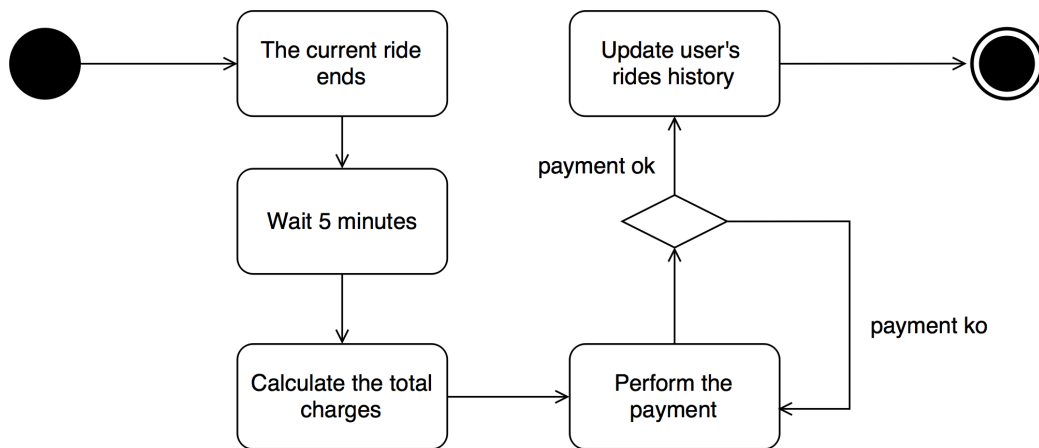 The current ride
ends
Update user's
rides history
payment ok
Wait 5 minutes
payment ko
Calculate the total
charges
Perform the
payment